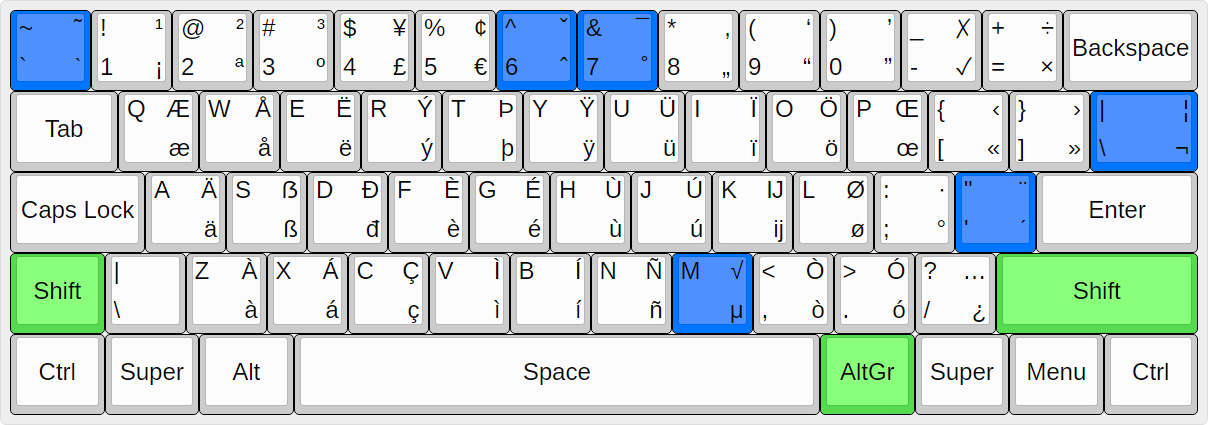 ~ ˜ ! ¹ @ ² # ³ $ ¥ % ¢ ^ ˇ & ¯ * ‚ ( ‘ ) ’ _ ✗ + ÷ Backspace
` ` 1 ¡ 2 ª 3 º 4 £ 5 € 6 ˆ 7 ˚ 8 „ 9 “ 0 ” - ✓ = ×
Tab Q Æ W Å E Ë R Ý T Þ Y Ÿ U Ü I Ï O Ö P Œ { ‹ } › | ¦
æ å ë ý þ ÿ ü ï ö œ [ « ] » \ ¬
Caps Lock A Ä S ẞ D Đ F È G É H Ù J Ú K Ĳ L Ø : · " ¨ Enter
ä ß đ è é ù ú ĳ ø ; ° ' ´
Shift | Z À X Á C Ç V Ì B Í N Ñ M √ < Ò > Ó ? … Shift
\ à á ç ì í ñ µ , ò . ó / ¿
Ctrl Super Alt Space AltGr Super Menu Ctrl